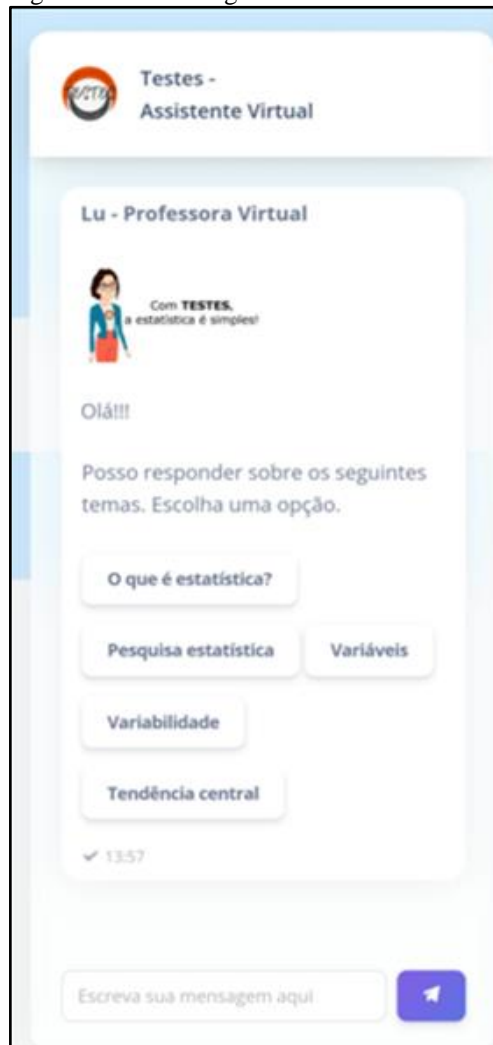 Testes -
Assistente Virtual
TESTES
Lu - Professora Virtual
Com TESTES,
a estatística é simples!
Olá!!!
Posso responder sobre os seguintes
temas. Escolha uma opção.
O que é estatística?
Pesquisa estatística Variáveis
Variabilidade
Tendência central
13:57
Escreva sua mensagem aqui